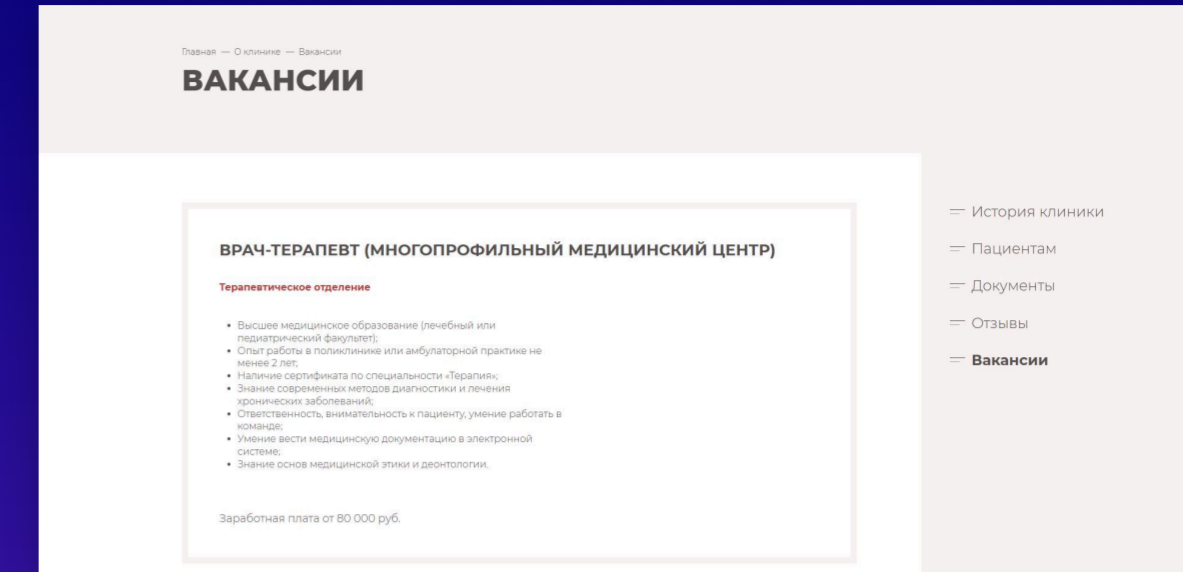 Главная — О клинике — Вакансии
ВАКАНСИИ
ВРАЧ-ТЕРАПЕВТ (МНОГОПРОФИЛЬНЫЙ МЕДИЦИНСКИЙ ЦЕНТР)
Терапевтическое отделение
• Высшее медицинское образование (лечебный или
педиатрический факультет);
• Опыт работы в поликлинике или амбулаторной практике не
менее 2 лет;
• Наличие сертификата по специальности «Терапия»;
• Знание современных методов диагностики и лечения
хронических заболеваний;
• Ответственность, внимательность к пациенту, умение работать в
команде;
• Умение вести медицинскую документацию в электронной
системе;
• Знание основ медицинской этики и деонтологии.
Заработная плата от 80 000 руб.
История клиники
Пациентам
Документы
Отзывы
Вакансии